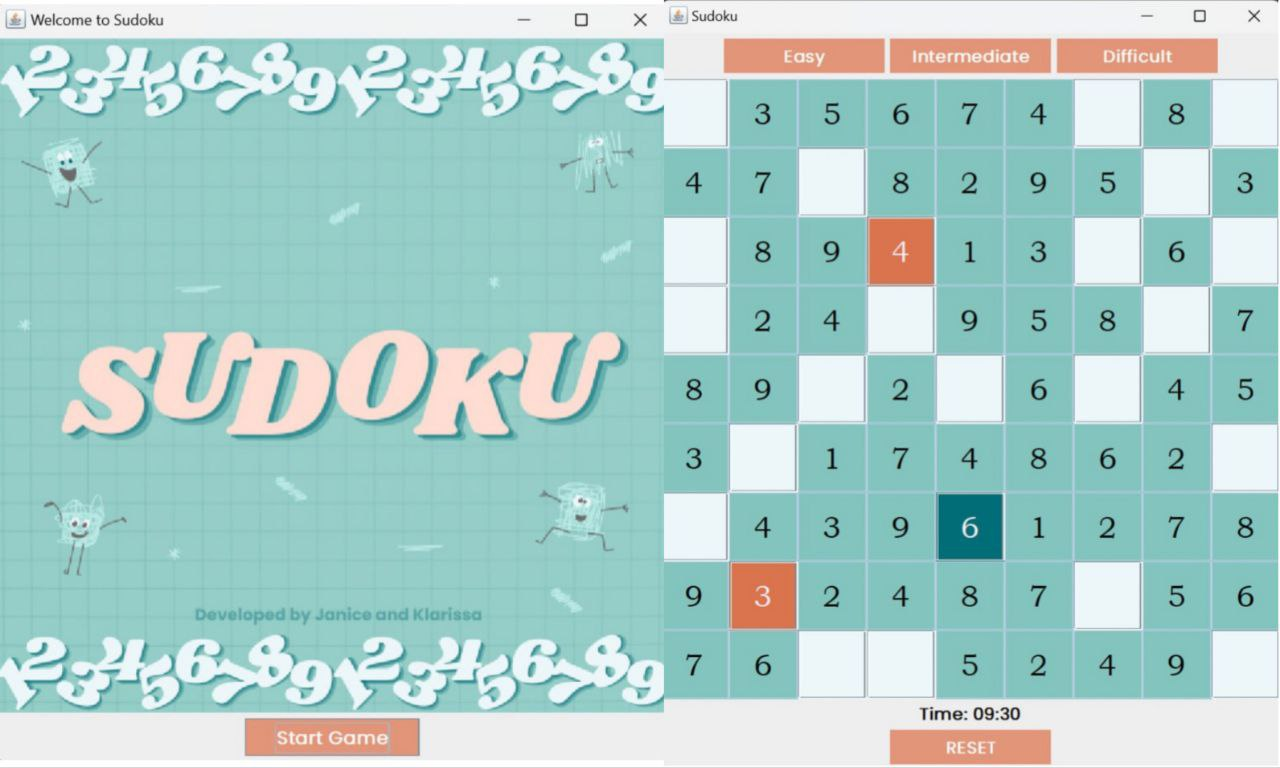 Welcome to Sudoku
123456789123456789
SUDOKU
Developed by Janice and Klarissa
123456789123456789
Start Game
Sudoku
Easy Intermediate Difficult
3 5 6 7 4 8
4 7 8 2 9 5 3
8 9 4 1 3 6
2 4 9 5 8 7
8 9 2 6 4 5
3 1 7 4 8 6 2
4 3 9 6 1 2 7 8
9 3 2 4 8 7 5 6
7 6 5 2 4 9
Time: 09:30
RESET